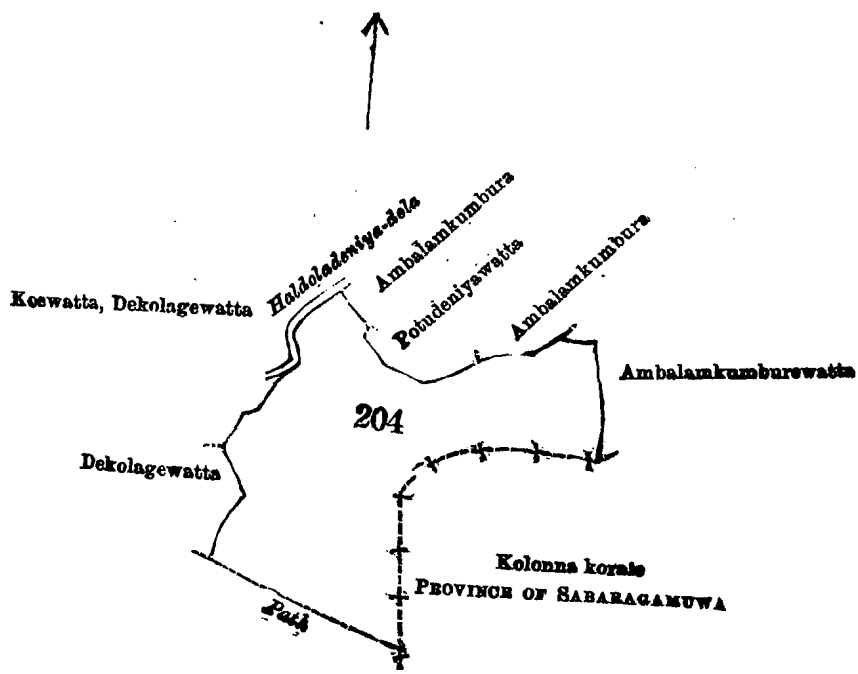 Haldoladeniya-dola
Ambalamkumbura
Potudeniyawatta
Ambalamkumbura
Koswatta, Dekolagewatta
Ambalamkumburewatta
204
Dekolagewatta
Kolonna korale
PROVINCE OF SABARAGAMUWA
Path